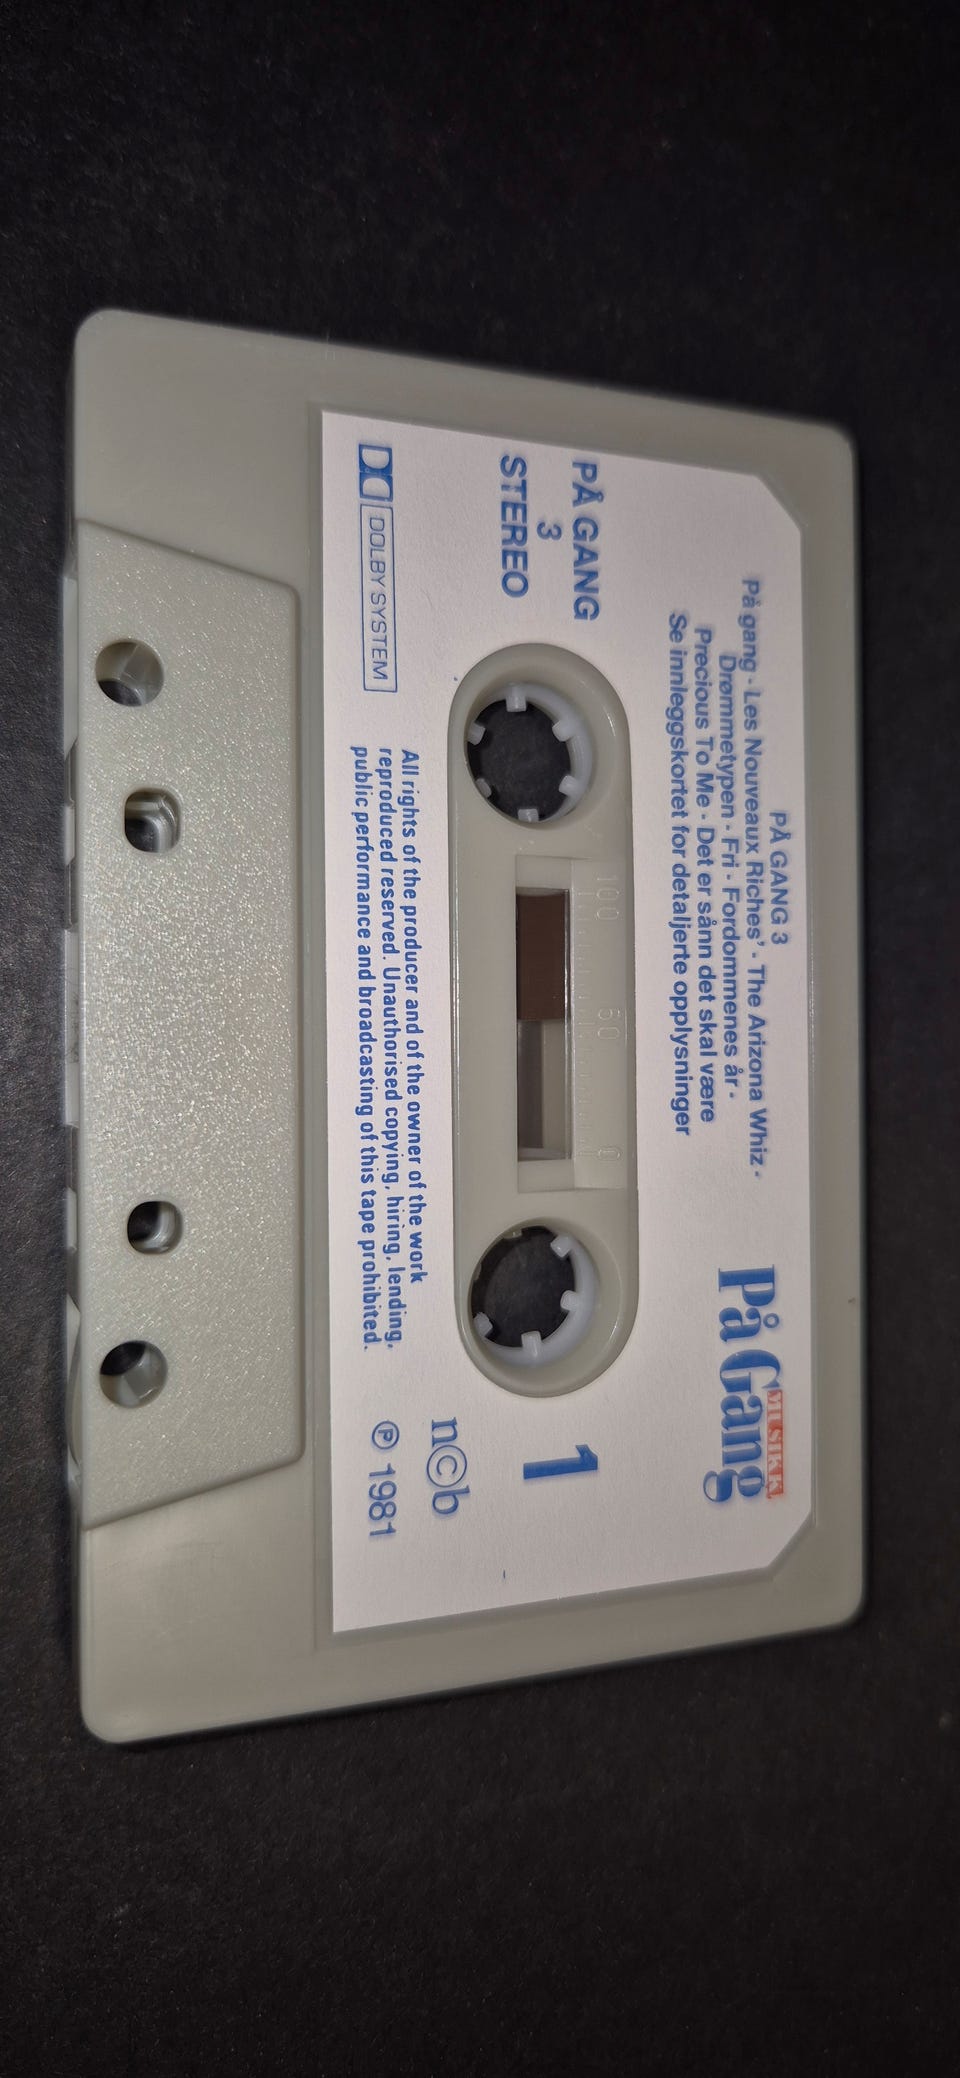 PÅ GANG 3
På gang - Les Nouveaux Riches' - The Arizona Whiz -
Drømmetypen - Fri - Fordommenes år -
Precious To Me - Det er sånn det skal være
Se innleggskortet for detaljerte opplysninger
MUSIKK
På Gang
PÅ GANG
3
STEREO
100 50 0
1
DOLBY SYSTEM
All rights of the producer and of the owner of the work
reproduced reserved. Unauthorised copying, hiring, lending,
public performance and broadcasting of this tape prohibited.
n©b
℗ 1981